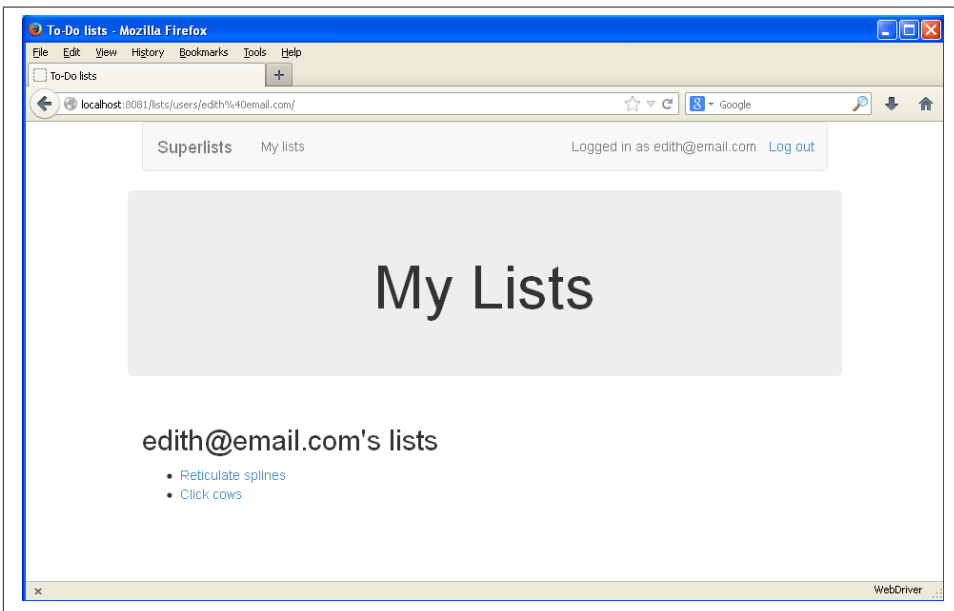 To-Do lists - Mozilla Firefox
File Edit View History Bookmarks Tools Help
To-Do lists +
localhost:8081/lists/users/edith%40email.com/ Google
Superlists My lists Logged in as edith@email.com Log out
My Lists
edith@email.com's lists
• Reticulate splines
• Click cows
× WebDriver